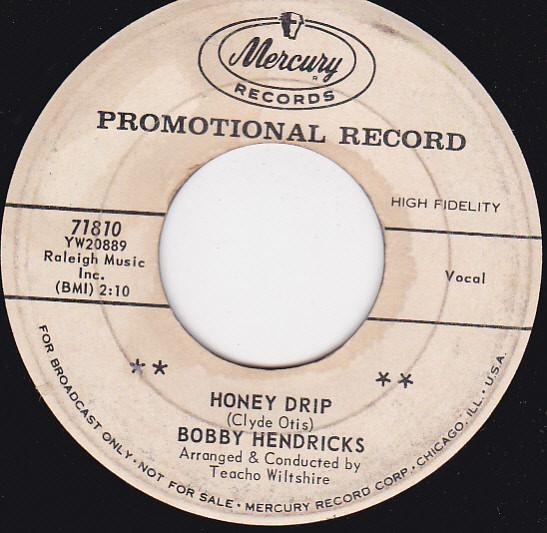 Mercury
R
RECORDS
PROMOTIONAL RECORD
HIGH FIDELITY
71810
YW20889
Raleigh Music
Inc.
(BMI) 2:10
Vocal
** **
HONEY DRIP
(Clyde Otis)
BOBBY HENDRICKS
Arranged & Conducted by
Teacho Wiltshire
FOR BROADCAST ONLY • NOT FOR SALE • MERCURY RECORD CORP. • CHICAGO, ILL. • U.S.A.